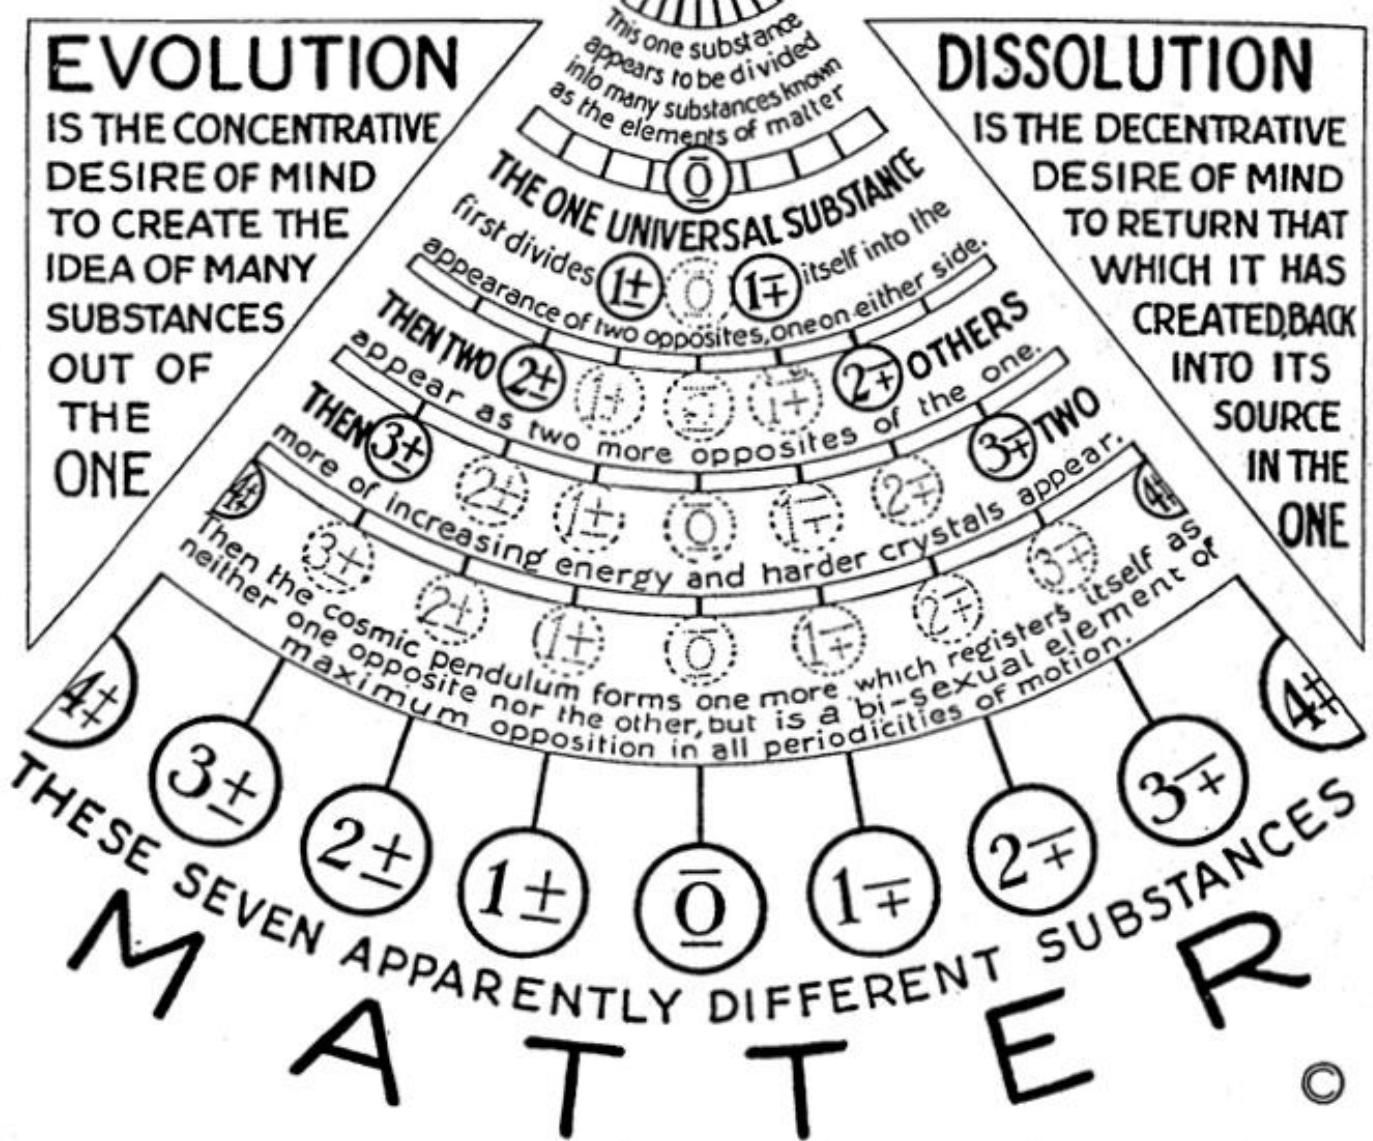 EVOLUTION
IS THE CONCENTRATIVE
DESIRE OF MIND
TO CREATE THE
IDEA OF MANY
SUBSTANCES
OUT OF
THE
ONE
This one substance
appears to be divided
into many substances known
as the elements of matter
0̲̅
THE ONE UNIVERSAL SUBSTANCE
first divides 1± 0 1∓ itself into the
appearance of two opposites, one on either side.
THEN TWO 2± 1± 0̲̅ 1∓ 2∓ OTHERS
appear as two more opposites of the one.
THEN 3± 2± 1± 0̲̅ 1∓ 2∓ 3∓ TWO
more of increasing energy and harder crystals appear.
4± 3± 2± 1± 0̲̅ 1∓ 2∓ 3∓ 4∓
Then the cosmic pendulum forms one more which registers itself as
neither one opposite nor the other, but is a bi-sexual element of
maximum opposition in all periodicities of motion.
4± 3± 2± 1± 0̲̅ 1∓ 2∓ 3∓ 4∓
THESE SEVEN APPARENTLY DIFFERENT SUBSTANCES
MATTER
DISSOLUTION
IS THE DECENTRATIVE
DESIRE OF MIND
TO RETURN THAT
WHICH IT HAS
CREATED,BACK
INTO ITS
SOURCE
IN THE
ONE
©